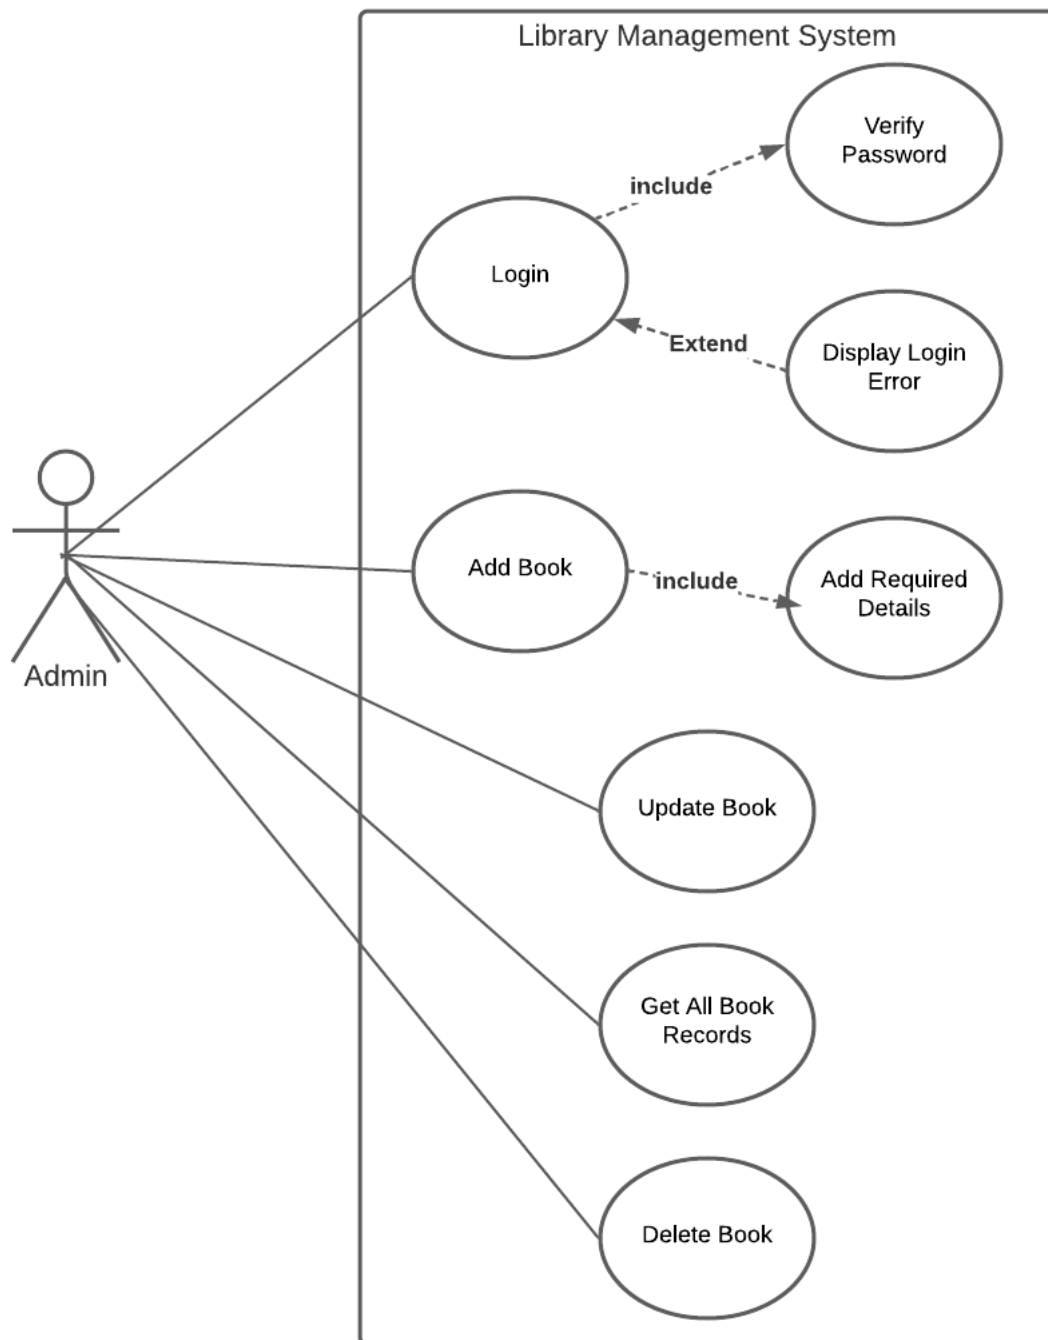 Library Management System
Verify
Password
include
Login
Extend
Display Login
Error
Add Book
include
Add Required
Details
Admin
Update Book
Get All Book
Records
Delete Book